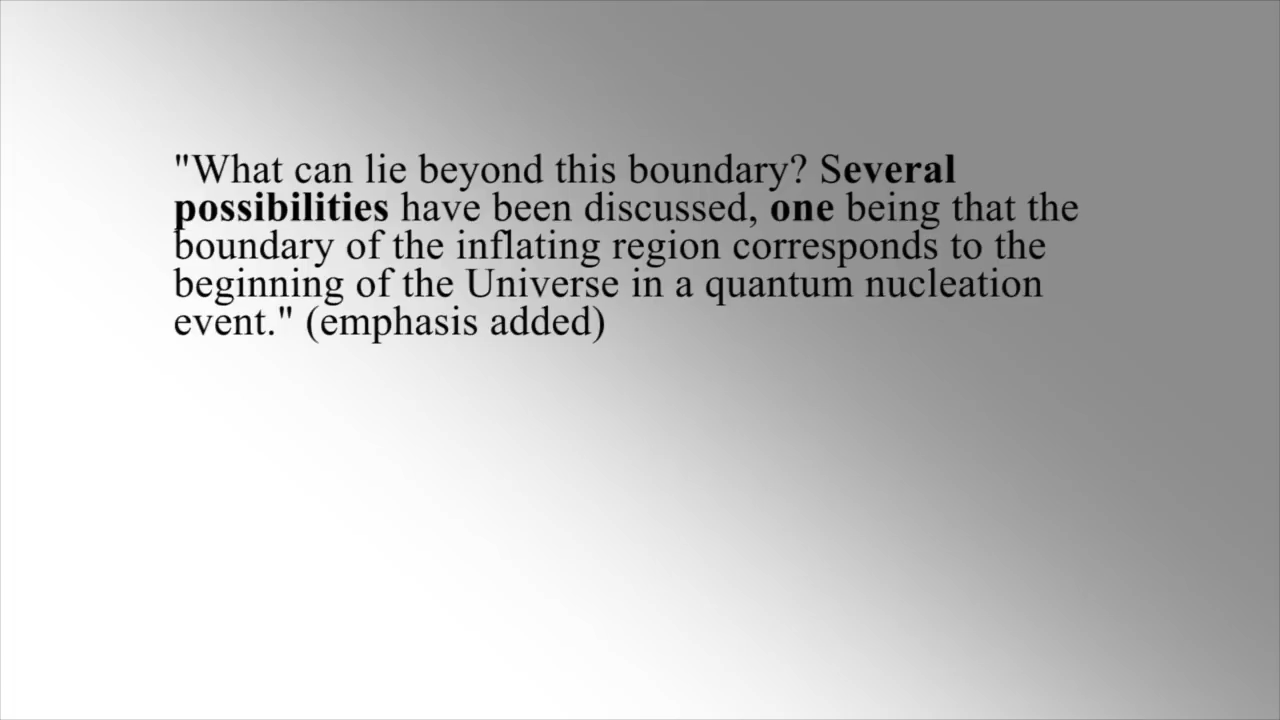 "What can lie beyond this boundary? Several
possibilities have been discussed, one being that the
boundary of the inflating region corresponds to the
beginning of the Universe in a quantum nucleation
event." (emphasis added)